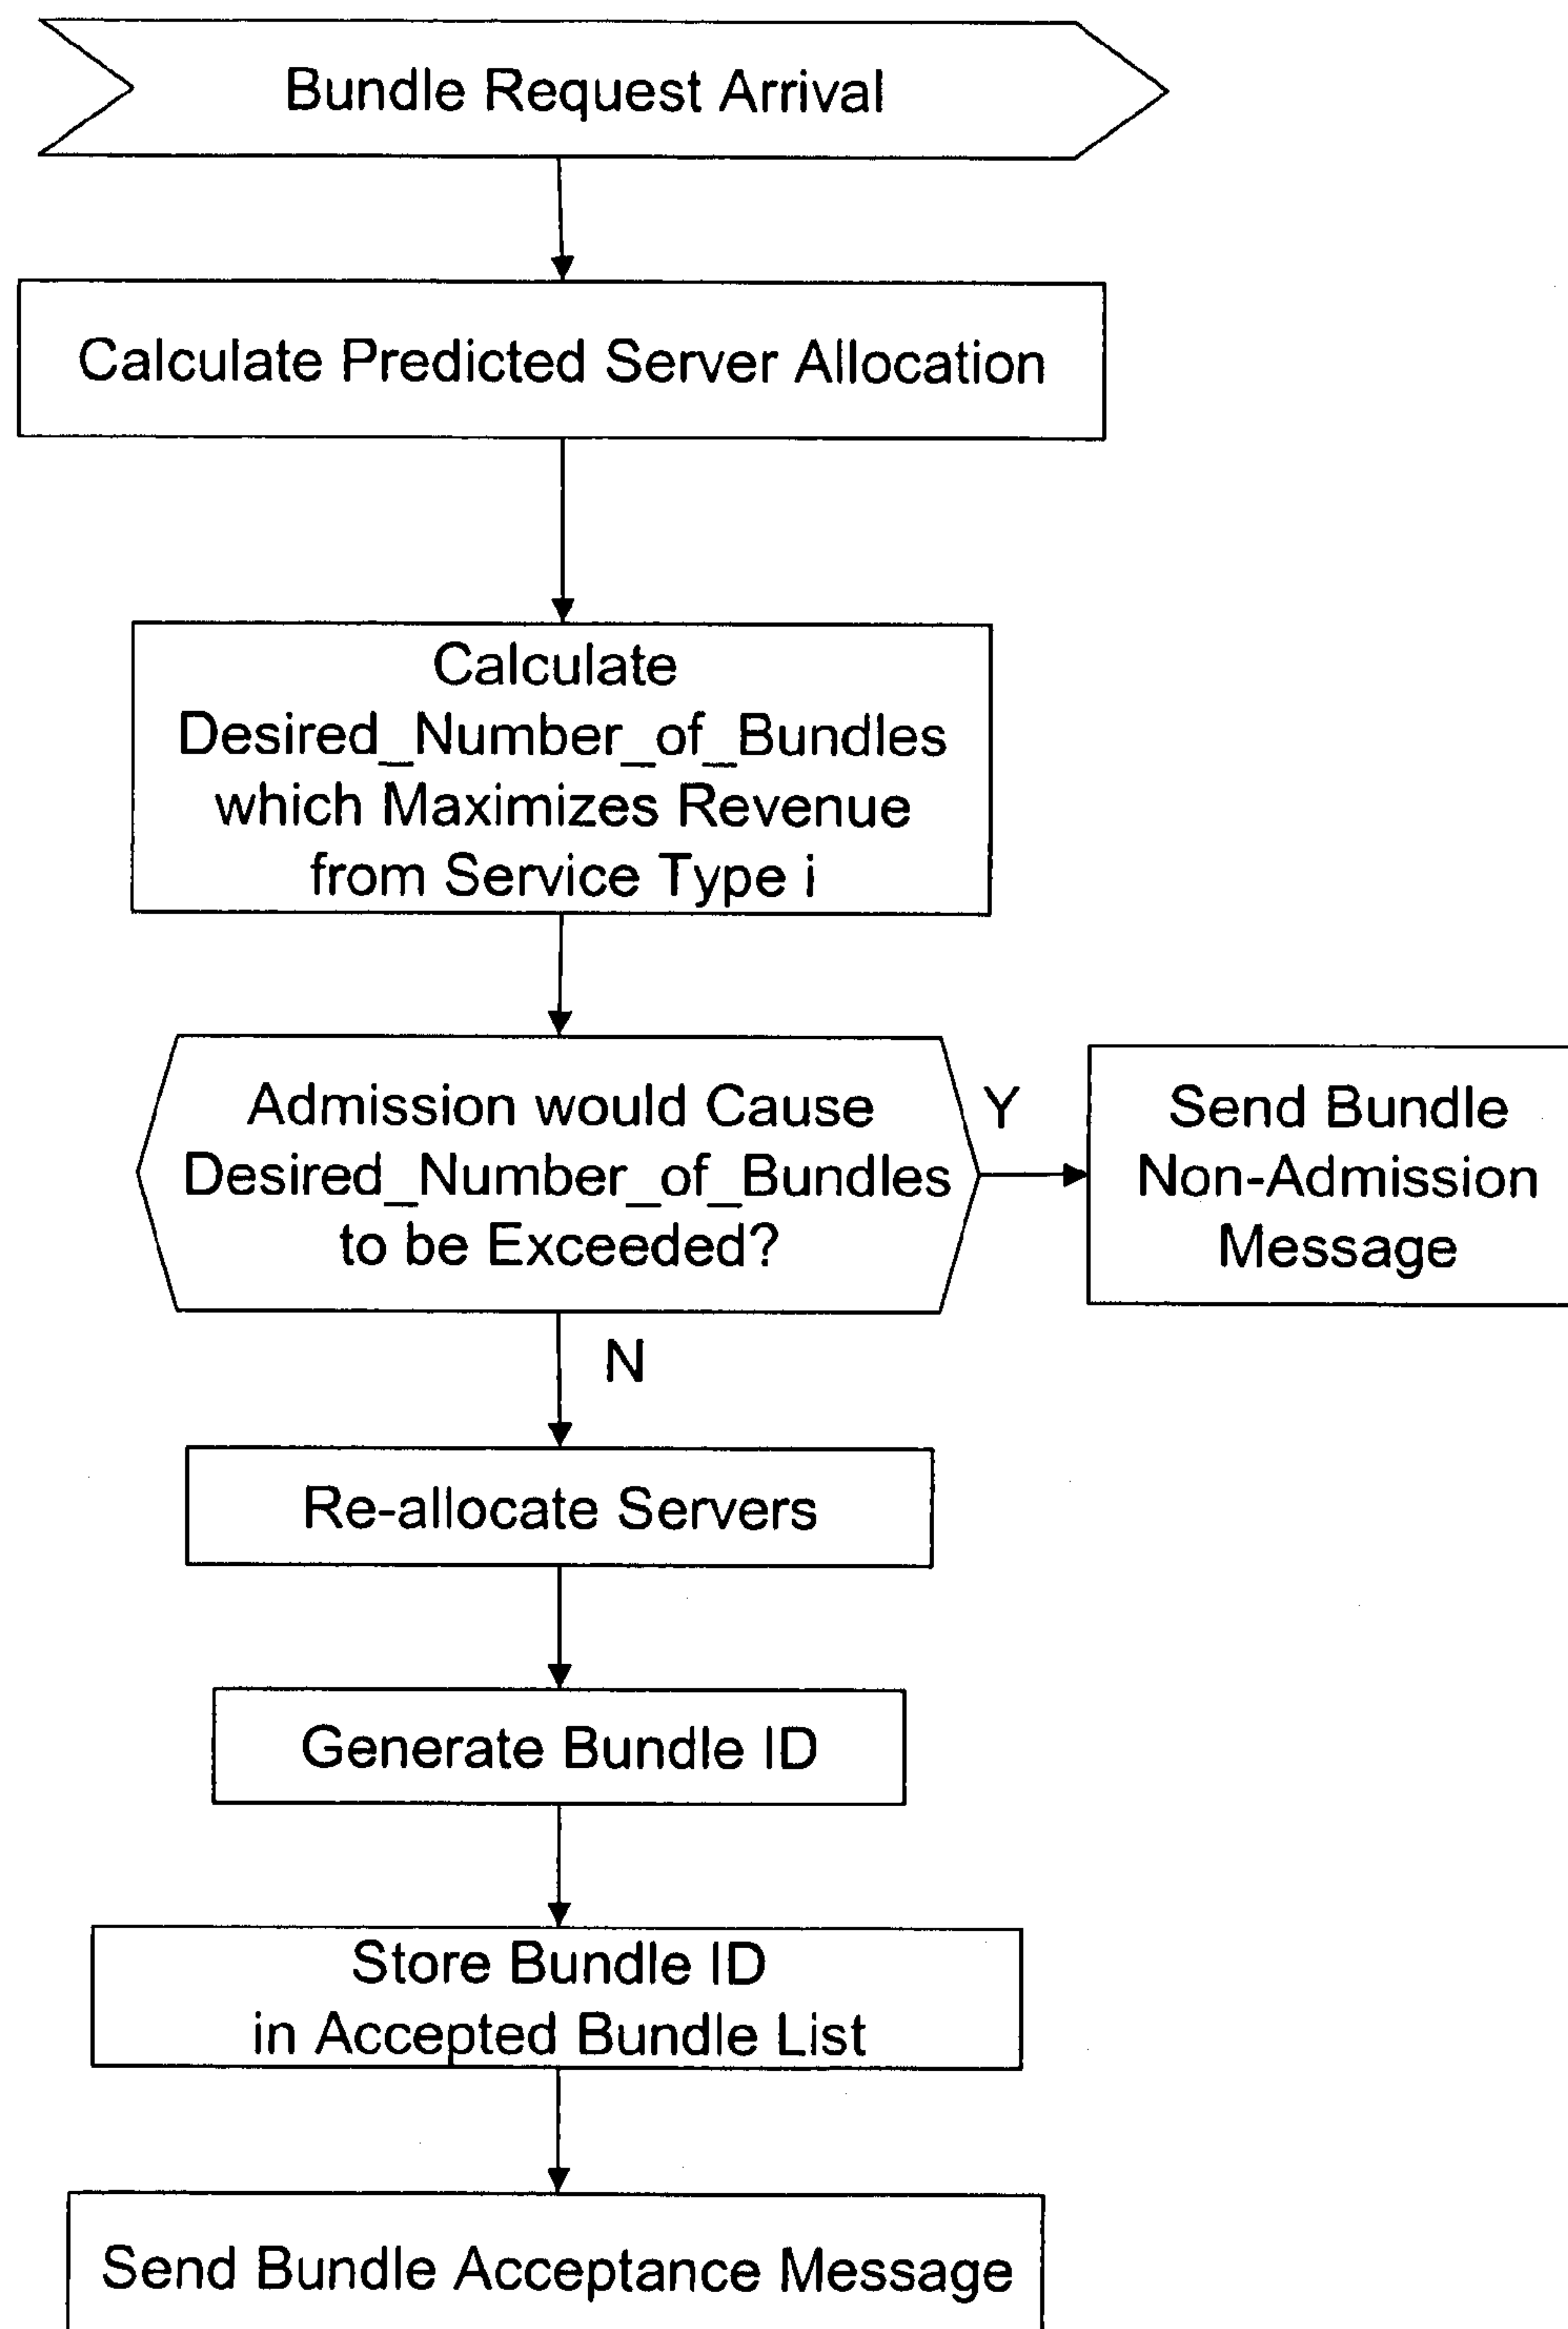 Bundle Request Arrival
Calculate Predicted Server Allocation
Calculate
Desired_Number_of_Bundles
which Maximizes Revenue
from Service Type i
Admission would Cause
Desired_Number_of_Bundles
to be Exceeded?
Y
Send Bundle
Non-Admission
Message
N
Re-allocate Servers
Generate Bundle ID
Store Bundle ID
in Accepted Bundle List
Send Bundle Acceptance Message